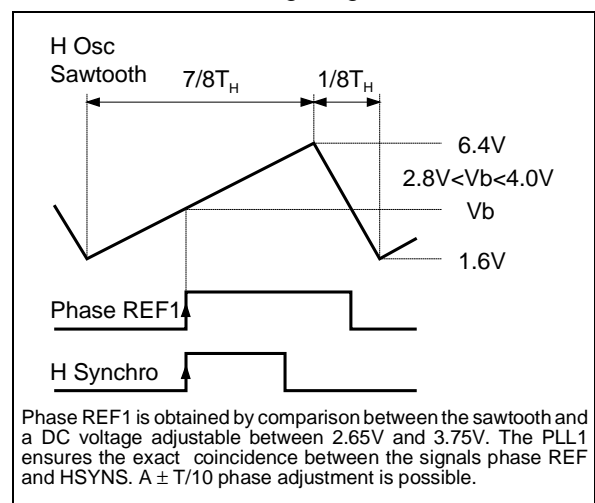 H Osc
Sawtooth
7/8T_H
1/8T_H
6.4V
2.8V<Vb<4.0V
Vb
1.6V
Phase REF1
H Synchro
Phase REF1 is obtained by comparison between the sawtooth and
a DC voltage adjustable between 2.65V and 3.75V. The PLL1
ensures the exact coincidence between the signals phase REF
and HSYNS. A ± T/10 phase adjustment is possible.